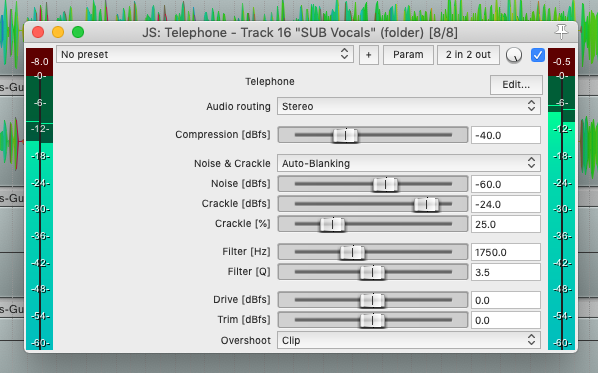 JS: Telephone - Track 16 "SUB Vocals" (folder) [8/8]
-8.0 No preset + Param 2 in 2 out -0.5
-0- -0-
Telephone Edit...
-6- -6-
Audio routing Stereo
-12- -12-
Compression [dBfs] -40.0
-18- -18-
Noise & Crackle Auto-Blanking
-24- Noise [dBfs] -60.0 -24-
Crackle [dBfs] -24.0
-30- Crackle [%] 25.0 -30-
-36- Filter [Hz] 1750.0 -36-
-42- Filter [Q] 3.5 -42-
-48- Drive [dBfs] 0.0 -48-
-54- Trim [dBfs] 0.0 -54-
-60- Overshoot Clip -60-
s-Gu
s-Gu
s-Gu